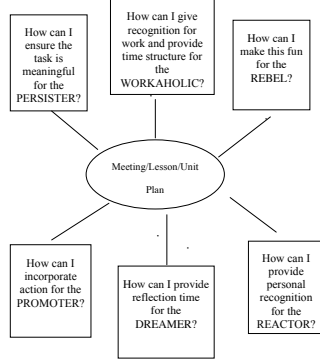 How can I
ensure the
task is
meaningful
for the
PERSISTER?
How can I give
recognition for
work and provide
time structure for
the
WORKAHOLIC?
How can I
make this fun
for the
REBEL?
Meeting/Lesson/Unit
Plan
How can I
incorporate
action for the
PROMOTER?
How can I provide
reflection time
for the
DREAMER?
How can I
provide
personal
recognition
for the
REACTOR?